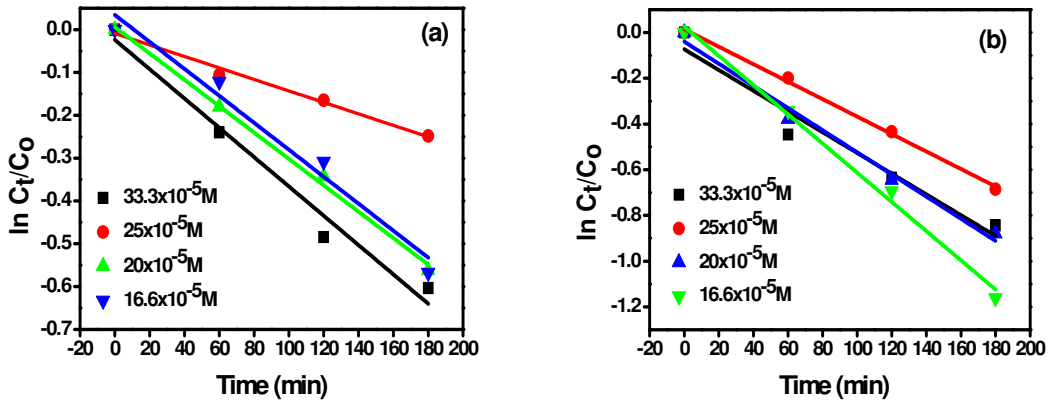 (a)
ln Ct/Co
0.0
-0.1
-0.2
-0.3
-0.4
-0.5
-0.6
-0.7
33.3x10-5M
25x10-5M
20x10-5M
16.6x10-5M
-20 0 20 40 60 80 100 120 140 160 180 200
Time (min)
(b)
ln Ct/Co
0.0
-0.2
-0.4
-0.6
-0.8
-1.0
-1.2
33.3x10-5M
25x10-5M
20x10-5M
16.6x10-5M
-20 0 20 40 60 80 100 120 140 160 180 200
Time (min)